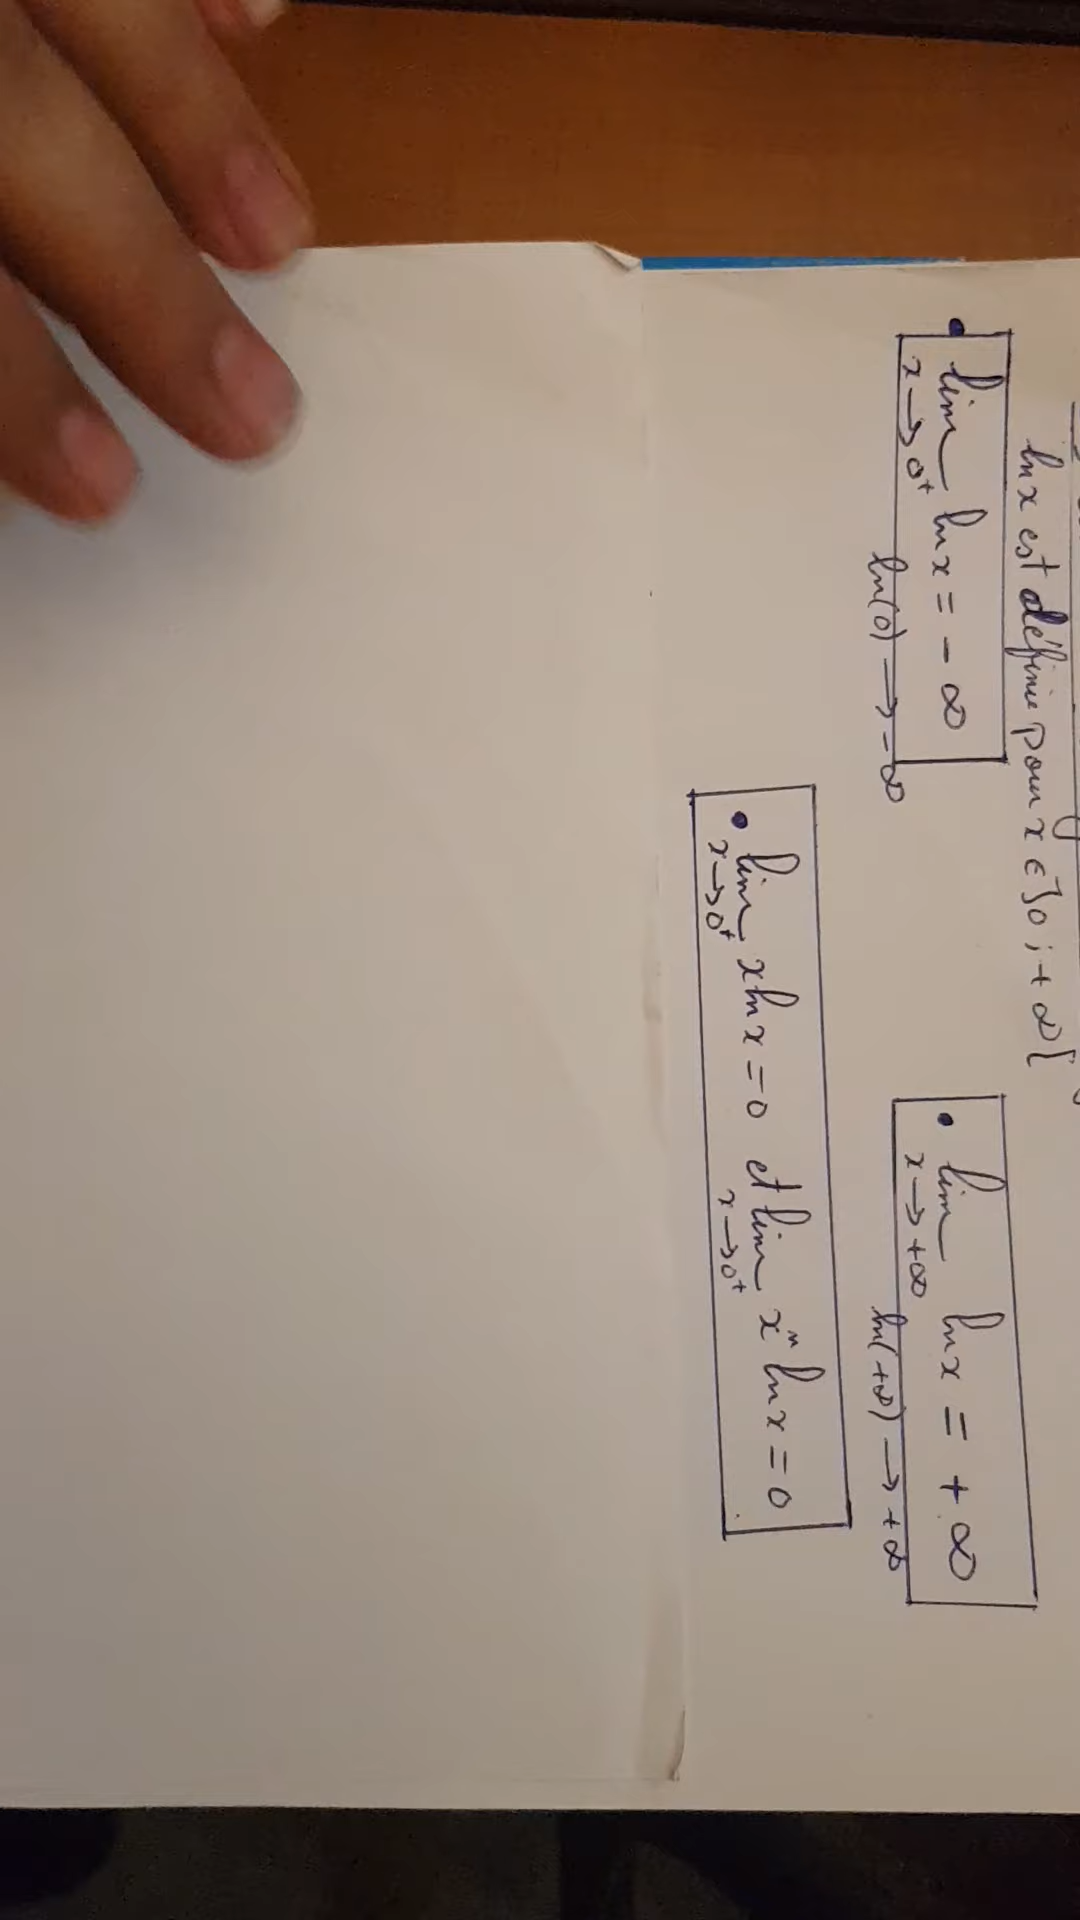 ln x est définie pour x ∈ ]0 ; + ∞[
• lim ln x = - ∞
x → 0⁺
ln(0) → -∞
• lim ln x = + ∞
x → +∞
ln(+∞) → +∞
• lim x ln x = 0 et lim xⁿ ln x = 0
x → 0⁺ x → 0⁺